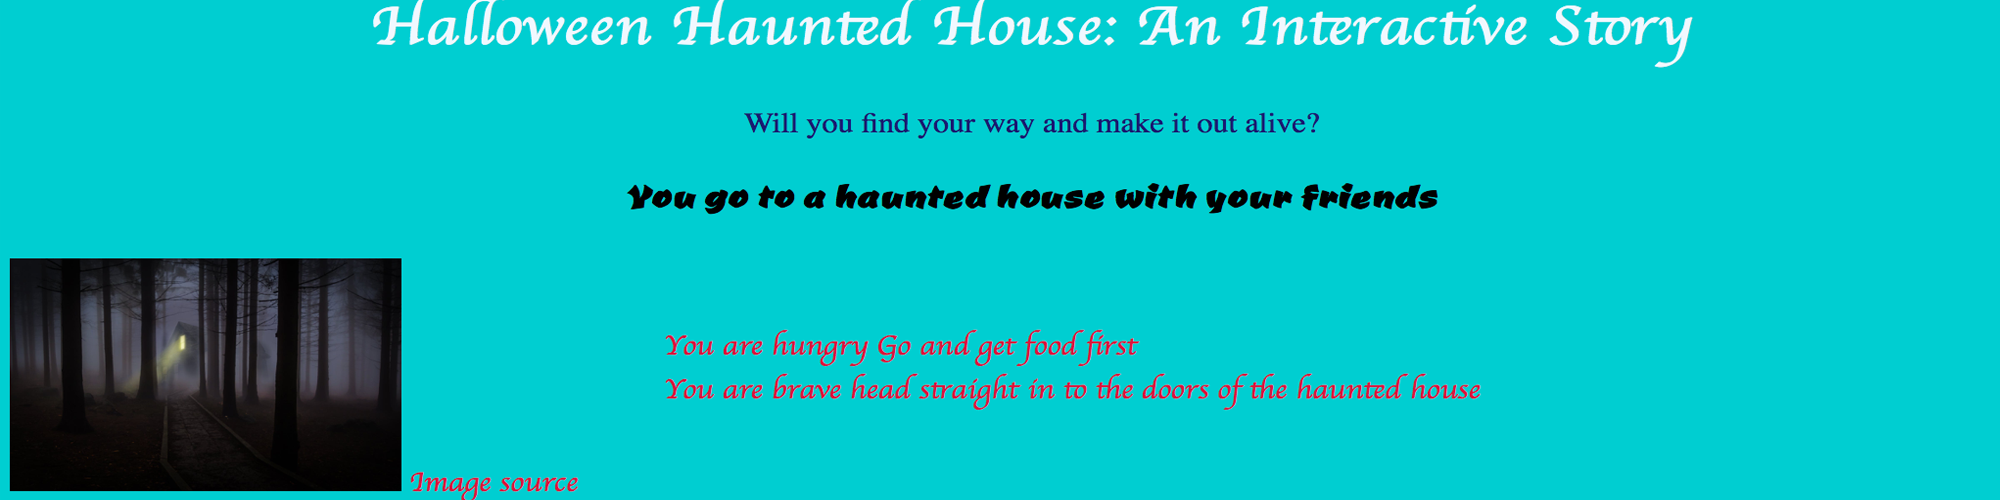 Halloween Haunted House: An Interactive Story
Will you find your way and make it out alive?
You go to a haunted house with your friends
You are hungry Go and get food first
You are brave head straight in to the doors of the haunted house
Image source